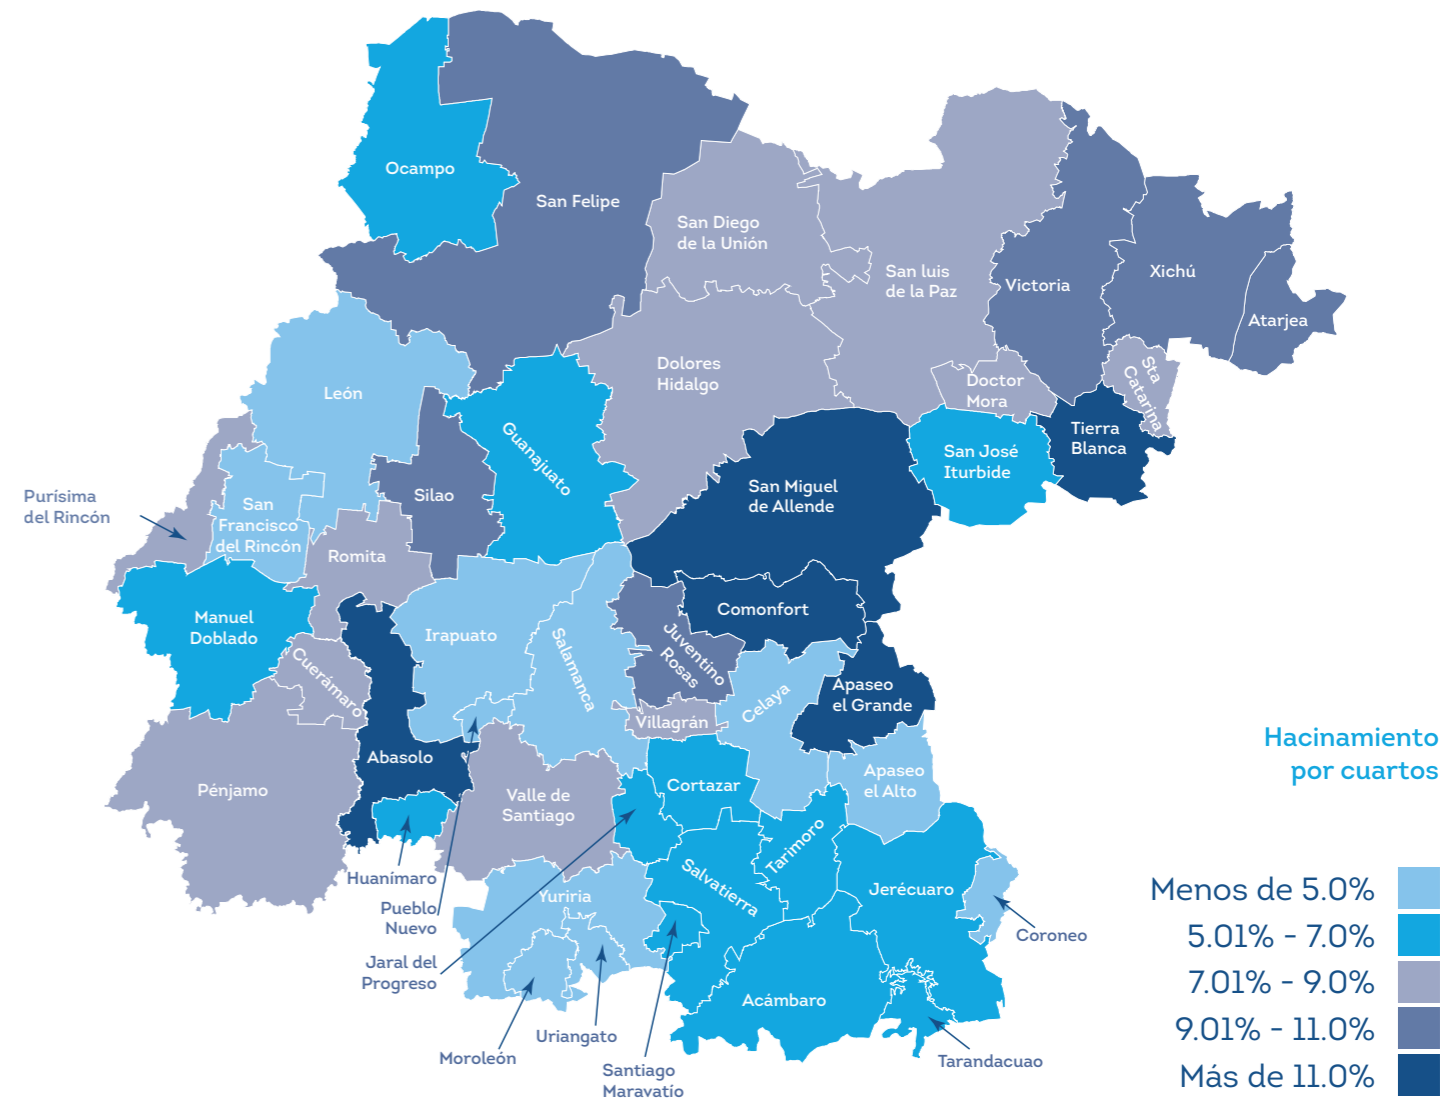 Ocampo
San Felipe
San Diego
de la Unión
San luis
de la Paz
Victoria
Xichú
Atarjea
León
Dolores
Hidalgo
Doctor
Mora
Sta
Catarina
Guanajuato
Silao
San José
Iturbide
Tierra
Blanca
San Miguel
de Allende
Purísima
del Rincón
San
Francisco
del Rincón
Romita
Manuel
Doblado
Irapuato
Salamanca
Comonfort
Juventino
Rosas
Cuerámaro
Apaseo
el Grande
Celaya
Villagrán
Abasolo
Pénjamo
Cortazar
Apaseo
el Alto
Valle de
Santiago
Tarimoro
Salvatierra
Jerécuaro
Huanímaro
Yuriria
Pueblo
Nuevo
Coroneo
Jaral del
Progreso
Acámbaro
Uriangato
Moroleón
Santiago
Maravatío
Tarandacuao
Hacinamiento
por cuartos
Menos de 5.0%
5.01% - 7.0%
7.01% - 9.0%
9.01% - 11.0%
Más de 11.0%